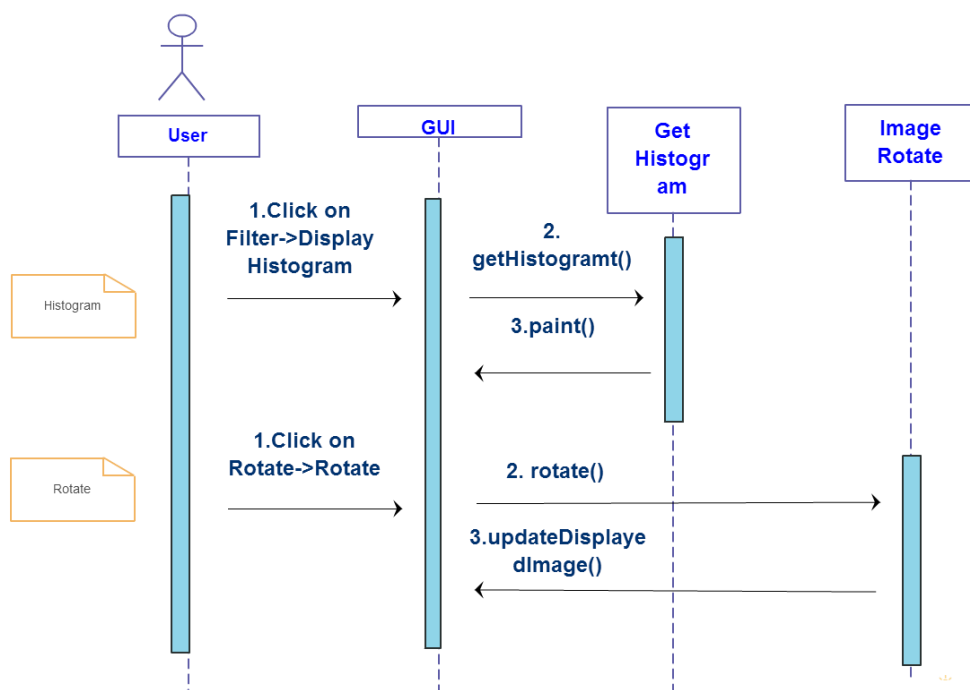 User
GUI
Get
Histogr
am
Image
Rotate
1.Click on
Filter->Display
Histogram
2.
getHistogramt()
Histogram
3.paint()
1.Click on
Rotate->Rotate
2. rotate()
Rotate
3.updateDisplaye
dImage()